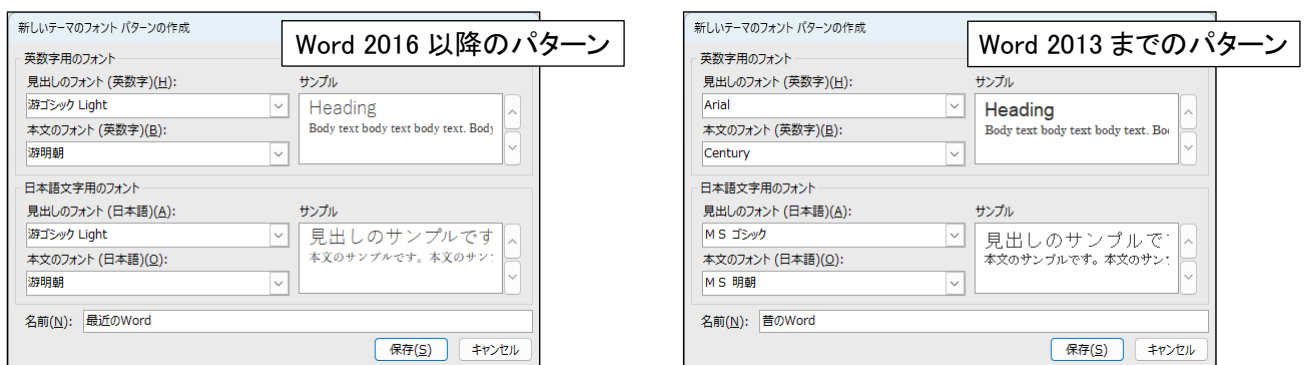 新しいテーマのフォント パターンの作成
Word 2016 以降のパターン
英数字用のフォント
見出しのフォント (英数字)(H):
サンプル
游ゴシック Light
Heading
本文のフォント (英数字)(B):
Body text body text body text. Body
游明朝
日本語文字用のフォント
見出しのフォント (日本語)(A):
サンプル
游ゴシック Light
見出しのサンプルです
本文のフォント (日本語)(O):
本文のサンプルです。本文のサン
游明朝
名前(N): 最近のWord
保存(S) キャンセル
新しいテーマのフォント パターンの作成
Word 2013 までのパターン
英数字用のフォント
見出しのフォント (英数字)(H):
サンプル
Arial
Heading
本文のフォント (英数字)(B):
Body text body text body text. Bo
Century
日本語文字用のフォント
見出しのフォント (日本語)(A):
サンプル
ＭＳ ゴシック
見出しのサンプルで
本文のフォント (日本語)(O):
本文のサンプルです。本文のサン
ＭＳ 明朝
名前(N): 昔のWord
保存(S) キャンセル